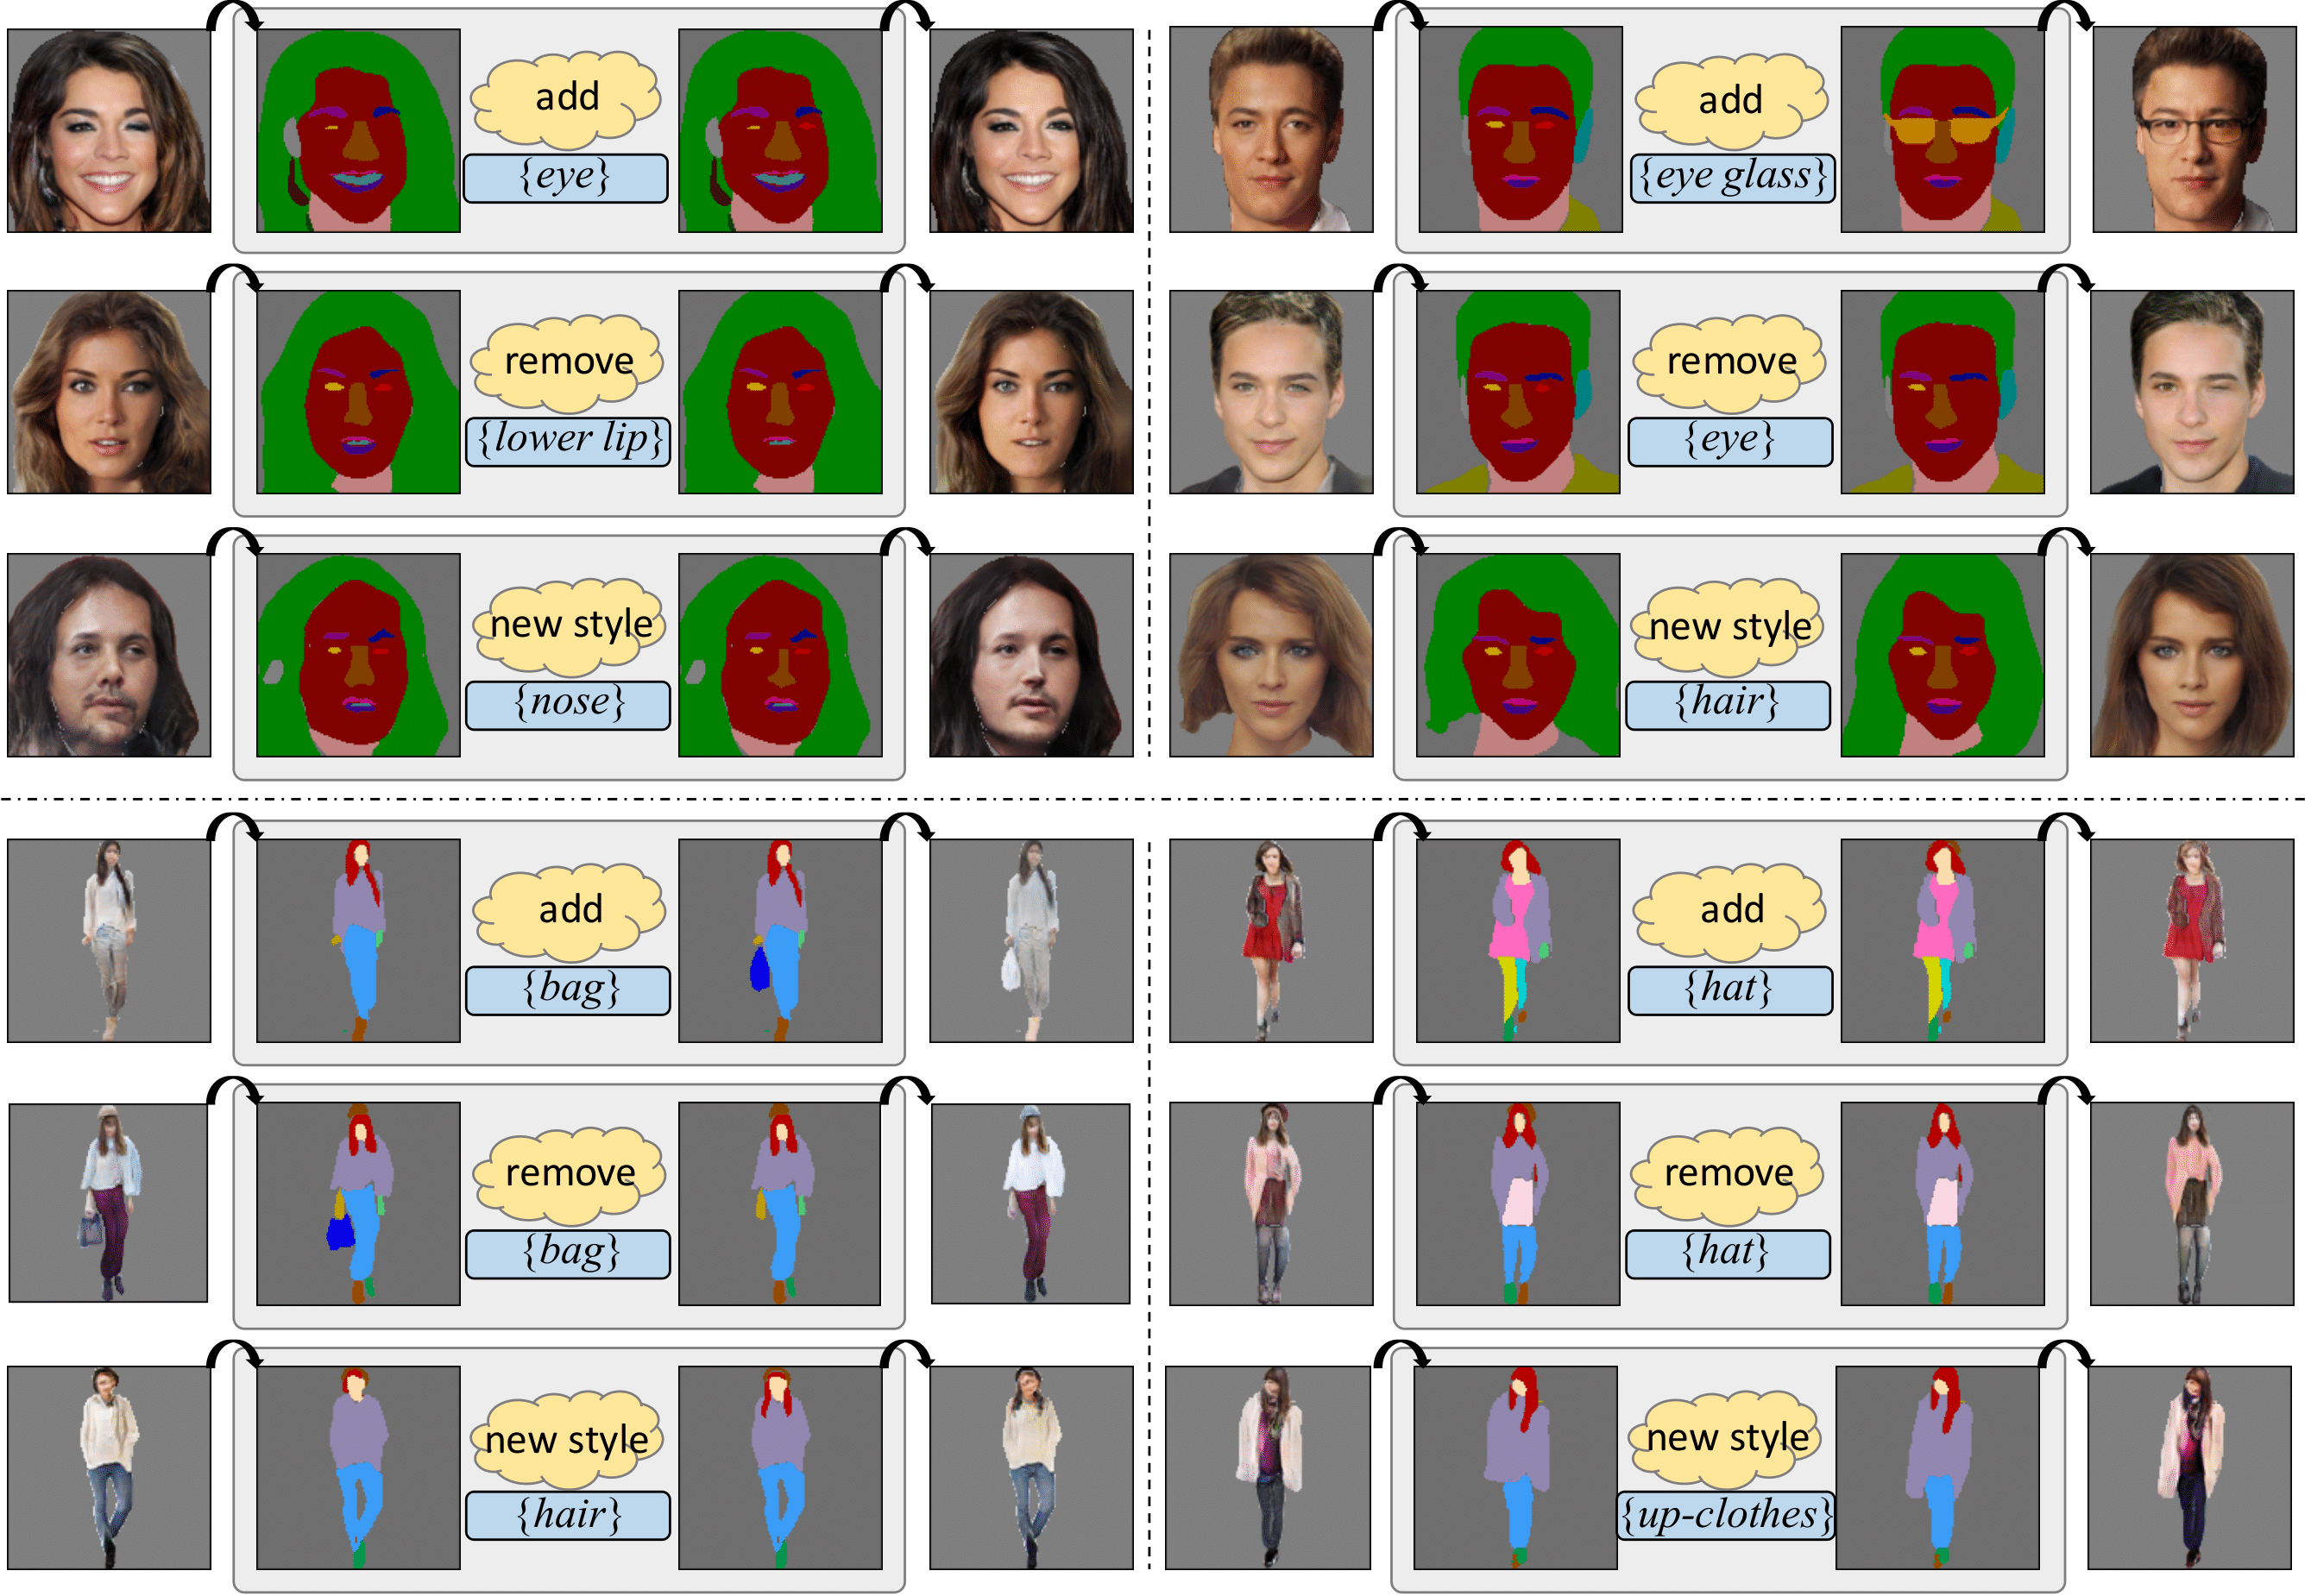 add
{eye}
add
{eye glass}
remove
{lower lip}
remove
{eye}
new style
{nose}
new style
{hair}
add
{bag}
add
{hat}
remove
{bag}
remove
{hat}
new style
{hair}
new style
{up-clothes}